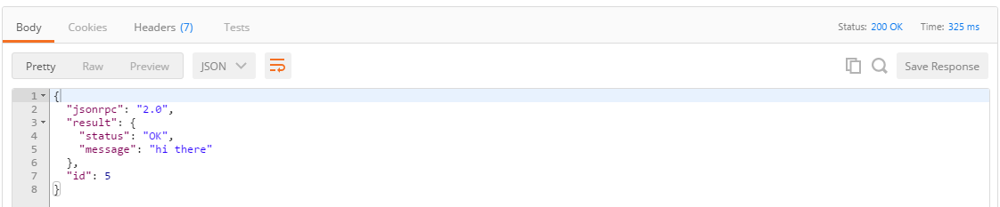 Body Cookies Headers (7) Tests Status: 200 OK Time: 325 ms
Pretty Raw Preview JSON Save Response
1 {
2 "jsonrpc": "2.0",
3 "result": {
4 "status": "OK",
5 "message": "hi there"
6 },
7 "id": 5
8 }